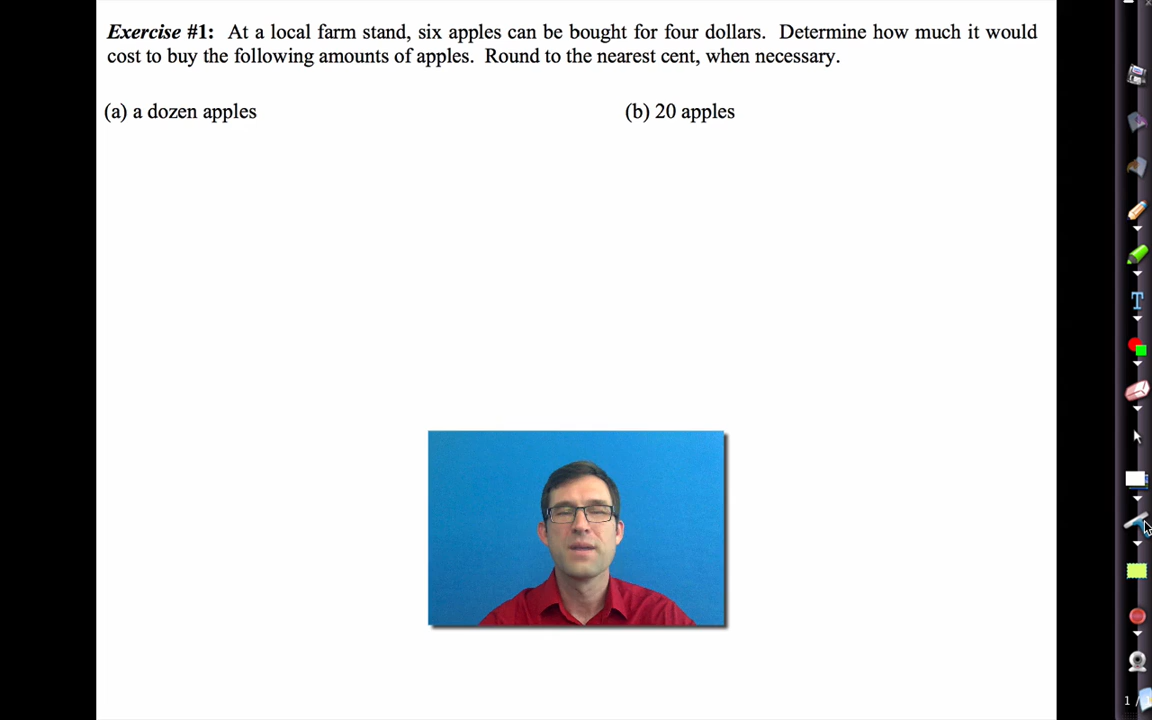 Exercise #1: At a local farm stand, six apples can be bought for four dollars. Determine how much it would
cost to buy the following amounts of apples. Round to the nearest cent, when necessary.
(a) a dozen apples (b) 20 apples
T
1 /